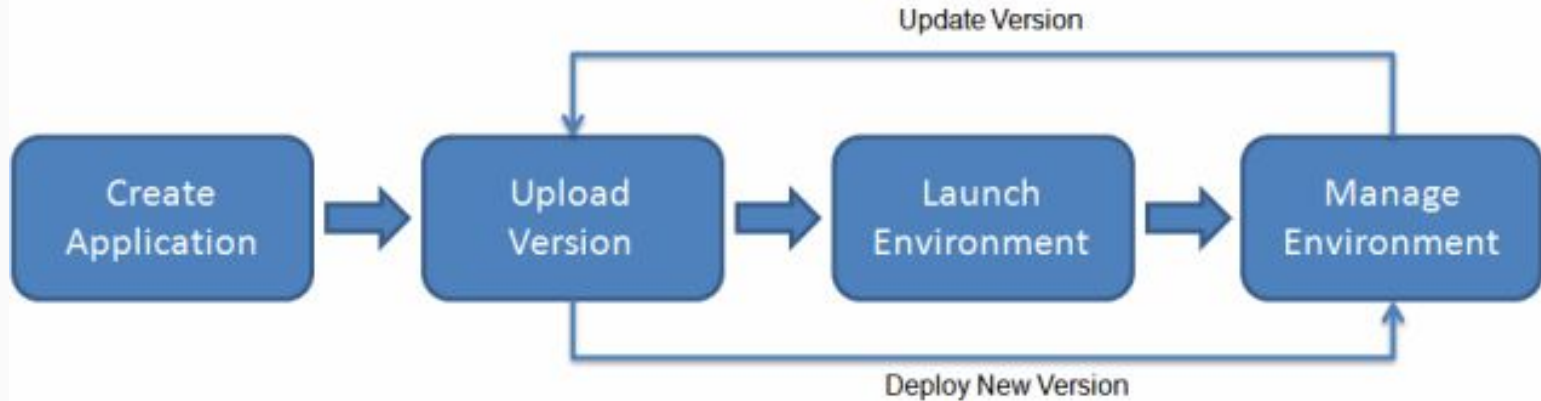 Update Version
Create
Application
Upload
Version
Launch
Environment
Manage
Environment
Deploy New Version